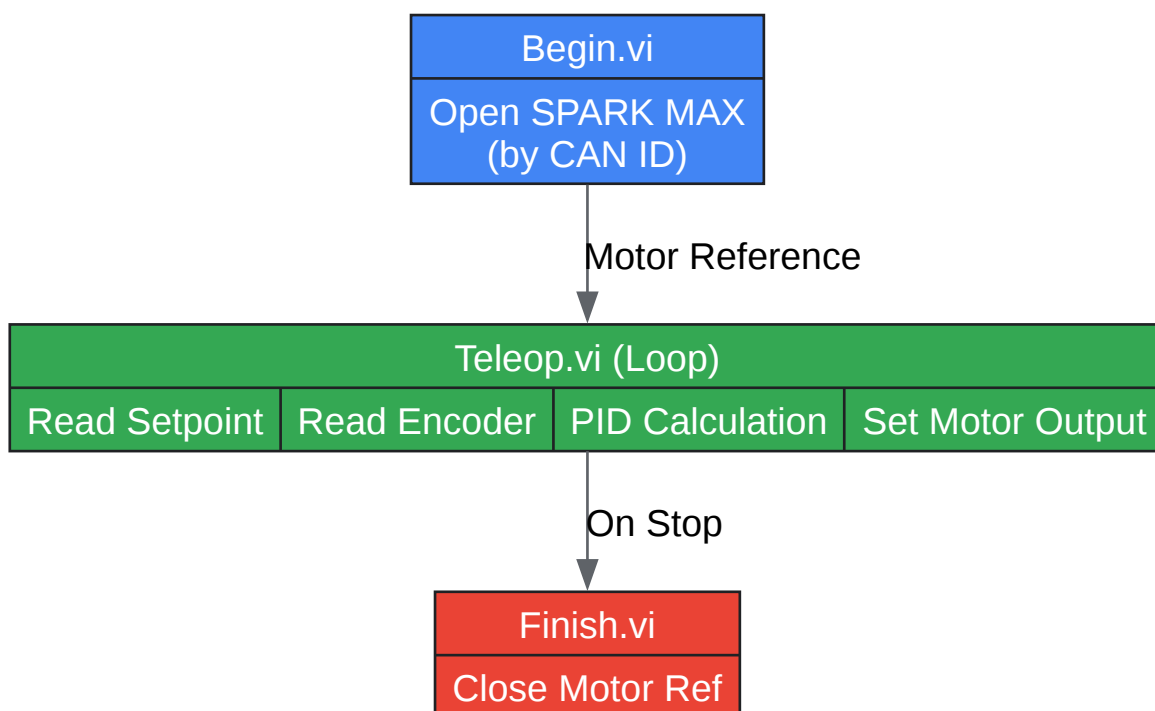 Begin.vi
Open SPARK MAX
(by CAN ID)
Motor Reference
Teleop.vi (Loop)
Read Setpoint
Read Encoder
PID Calculation
Set Motor Output
On Stop
Finish.vi
Close Motor Ref